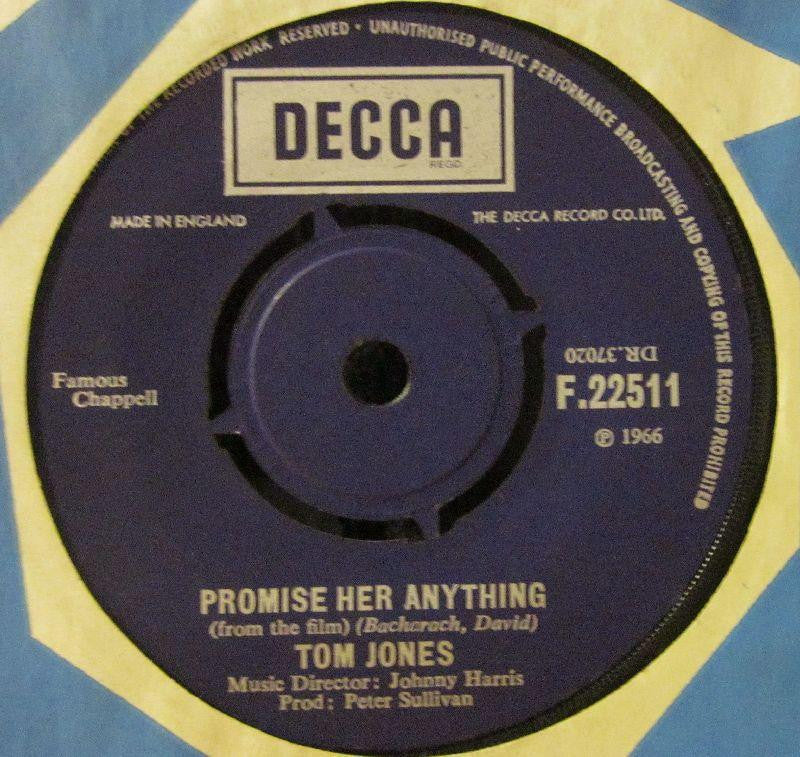 OF THE RECORDED WORK RESERVED • UNAUTHORISED PUBLIC PERFORMANCE BROADCASTING AND COPYING OF THIS RECORD PROHIBITED
DECCA
REGD
MADE IN ENGLAND
THE DECCA RECORD CO. LTD.
Famous
Chappell
DR.37020
F.22511
℗ 1966
PROMISE HER ANYTHING
(from the film) (Bacharach, David)
TOM JONES
Music Director: Johnny Harris
Prod: Peter Sullivan